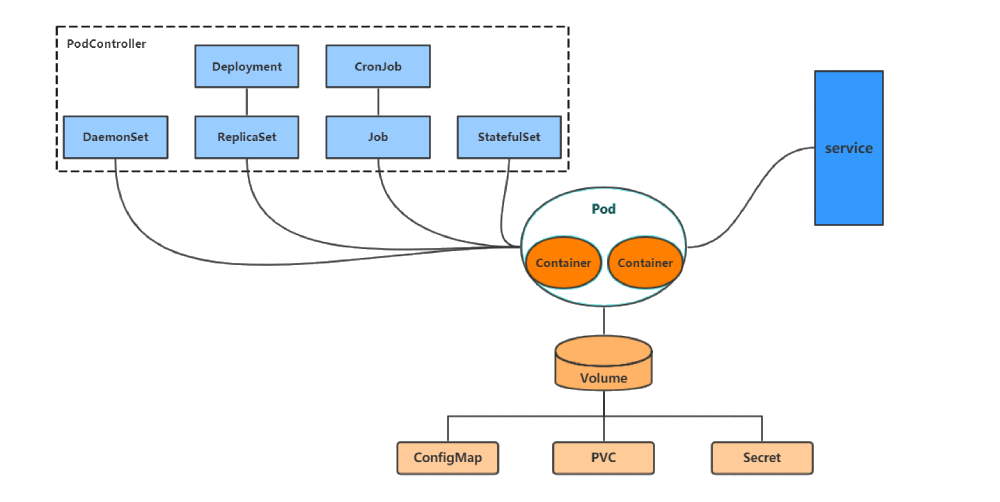 PodController
Deployment
CronJob
DaemonSet
ReplicaSet
Job
StatefulSet
service
Pod
Container
Container
Volume
ConfigMap
PVC
Secret